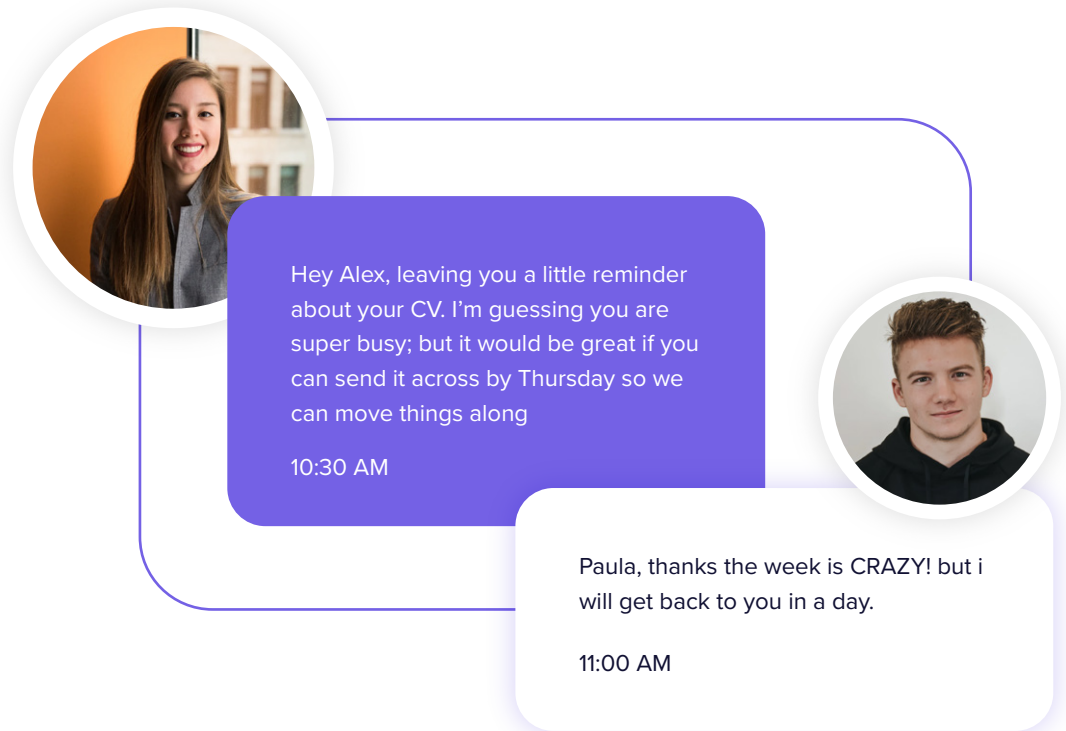 Hey Alex, leaving you a little reminder
about your CV. I’m guessing you are
super busy; but it would be great if you
can send it across by Thursday so we
can move things along
10:30 AM
Paula, thanks the week is CRAZY! but i
will get back to you in a day.
11:00 AM